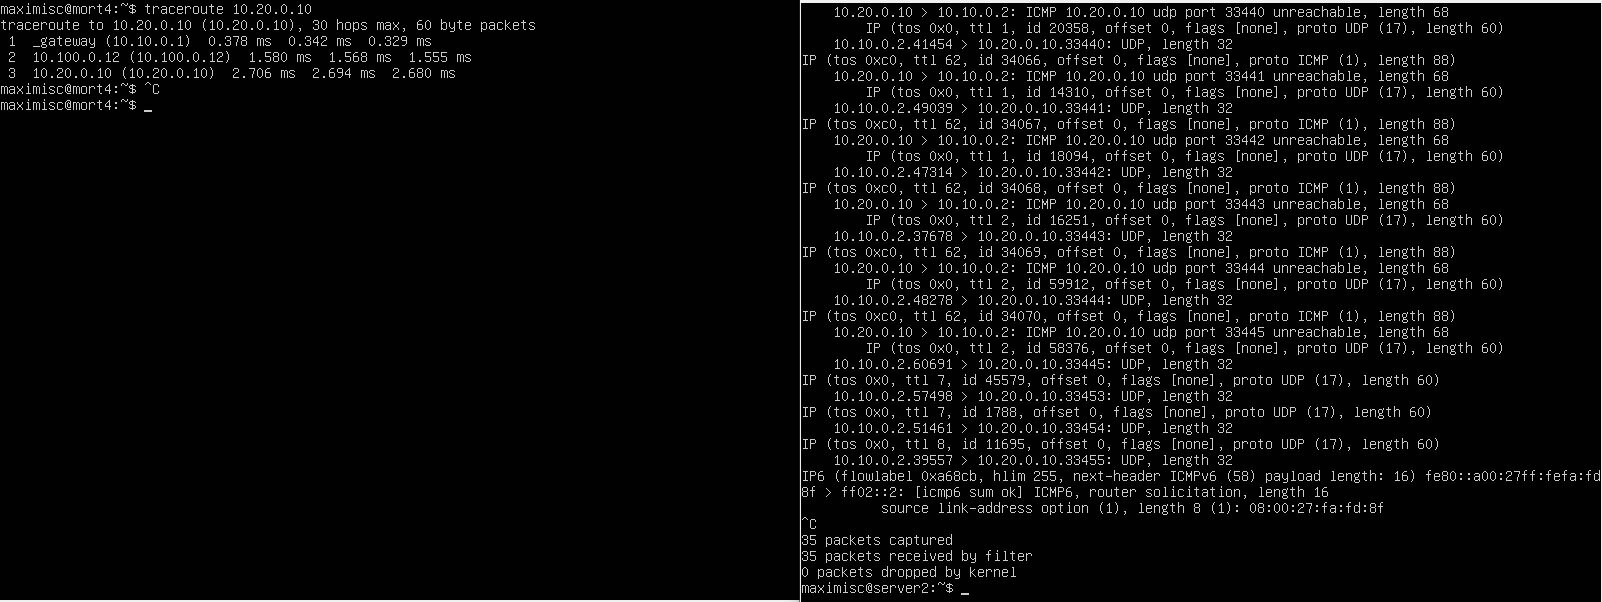 maximisc@mort4:~$ traceroute 10.20.0.10
traceroute to 10.20.0.10 (10.20.0.10), 30 hops max, 60 byte packets
 1  _gateway (10.10.0.1)  0.378 ms  0.342 ms  0.329 ms
 2  10.100.0.12 (10.100.0.12)  1.580 ms  1.568 ms  1.555 ms
 3  10.20.0.10 (10.20.0.10)  2.706 ms  2.694 ms  2.680 ms
maximisc@mort4:~$ ^C
maximisc@mort4:~$ _
    10.20.0.10 > 10.10.0.2: ICMP 10.20.0.10 udp port 33440 unreachable, length 68
        IP (tos 0x0, ttl 1, id 20358, offset 0, flags [none], proto UDP (17), length 60)
    10.10.0.2.41454 > 10.20.0.10.33440: UDP, length 32
IP (tos 0xc0, ttl 62, id 34066, offset 0, flags [none], proto ICMP (1), length 88)
    10.20.0.10 > 10.10.0.2: ICMP 10.20.0.10 udp port 33441 unreachable, length 68
        IP (tos 0x0, ttl 1, id 14310, offset 0, flags [none], proto UDP (17), length 60)
    10.10.0.2.49039 > 10.20.0.10.33441: UDP, length 32
IP (tos 0xc0, ttl 62, id 34067, offset 0, flags [none], proto ICMP (1), length 88)
    10.20.0.10 > 10.10.0.2: ICMP 10.20.0.10 udp port 33442 unreachable, length 68
        IP (tos 0x0, ttl 1, id 18094, offset 0, flags [none], proto UDP (17), length 60)
    10.10.0.2.47314 > 10.20.0.10.33442: UDP, length 32
IP (tos 0xc0, ttl 62, id 34068, offset 0, flags [none], proto ICMP (1), length 88)
    10.20.0.10 > 10.10.0.2: ICMP 10.20.0.10 udp port 33443 unreachable, length 68
        IP (tos 0x0, ttl 2, id 16251, offset 0, flags [none], proto UDP (17), length 60)
    10.10.0.2.37678 > 10.20.0.10.33443: UDP, length 32
IP (tos 0xc0, ttl 62, id 34069, offset 0, flags [none], proto ICMP (1), length 88)
    10.20.0.10 > 10.10.0.2: ICMP 10.20.0.10 udp port 33444 unreachable, length 68
        IP (tos 0x0, ttl 2, id 59912, offset 0, flags [none], proto UDP (17), length 60)
    10.10.0.2.48278 > 10.20.0.10.33444: UDP, length 32
IP (tos 0xc0, ttl 62, id 34070, offset 0, flags [none], proto ICMP (1), length 88)
    10.20.0.10 > 10.10.0.2: ICMP 10.20.0.10 udp port 33445 unreachable, length 68
        IP (tos 0x0, ttl 2, id 58376, offset 0, flags [none], proto UDP (17), length 60)
    10.10.0.2.60691 > 10.20.0.10.33445: UDP, length 32
IP (tos 0x0, ttl 7, id 45579, offset 0, flags [none], proto UDP (17), length 60)
    10.10.0.2.57498 > 10.20.0.10.33453: UDP, length 32
IP (tos 0x0, ttl 7, id 1788, offset 0, flags [none], proto UDP (17), length 60)
    10.10.0.2.51461 > 10.20.0.10.33454: UDP, length 32
IP (tos 0x0, ttl 8, id 11695, offset 0, flags [none], proto UDP (17), length 60)
    10.10.0.2.39557 > 10.20.0.10.33455: UDP, length 32
IP6 (flowlabel 0xa68cb, hlim 255, next-header ICMPv6 (58) payload length: 16) fe80::a00:27ff:fefa:fd
8f > ff02::2: [icmp6 sum ok] ICMP6, router solicitation, length 16
          source link-address option (1), length 8 (1): 08:00:27:fa:fd:8f
^C
35 packets captured
35 packets received by filter
0 packets dropped by kernel
maximisc@server2:~$ _